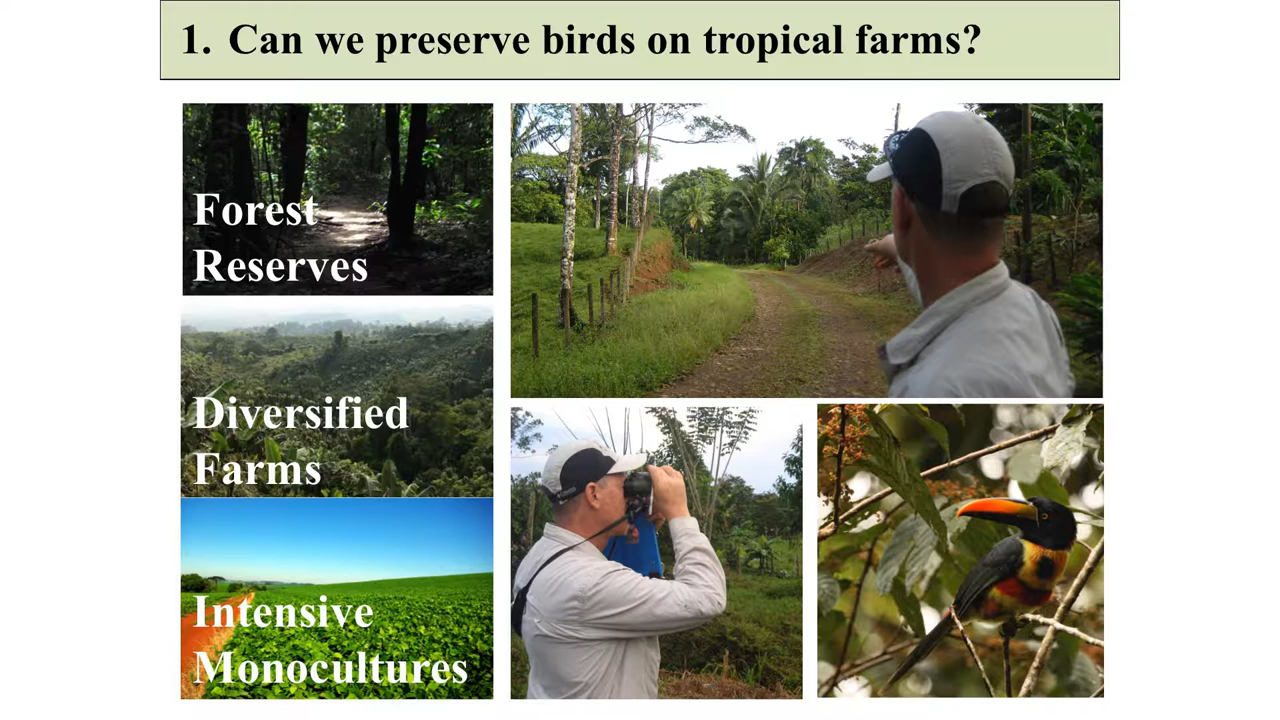 1. Can we preserve birds on tropical farms?
Forest
Reserves
Diversified
Farms
Intensive
Monocultures